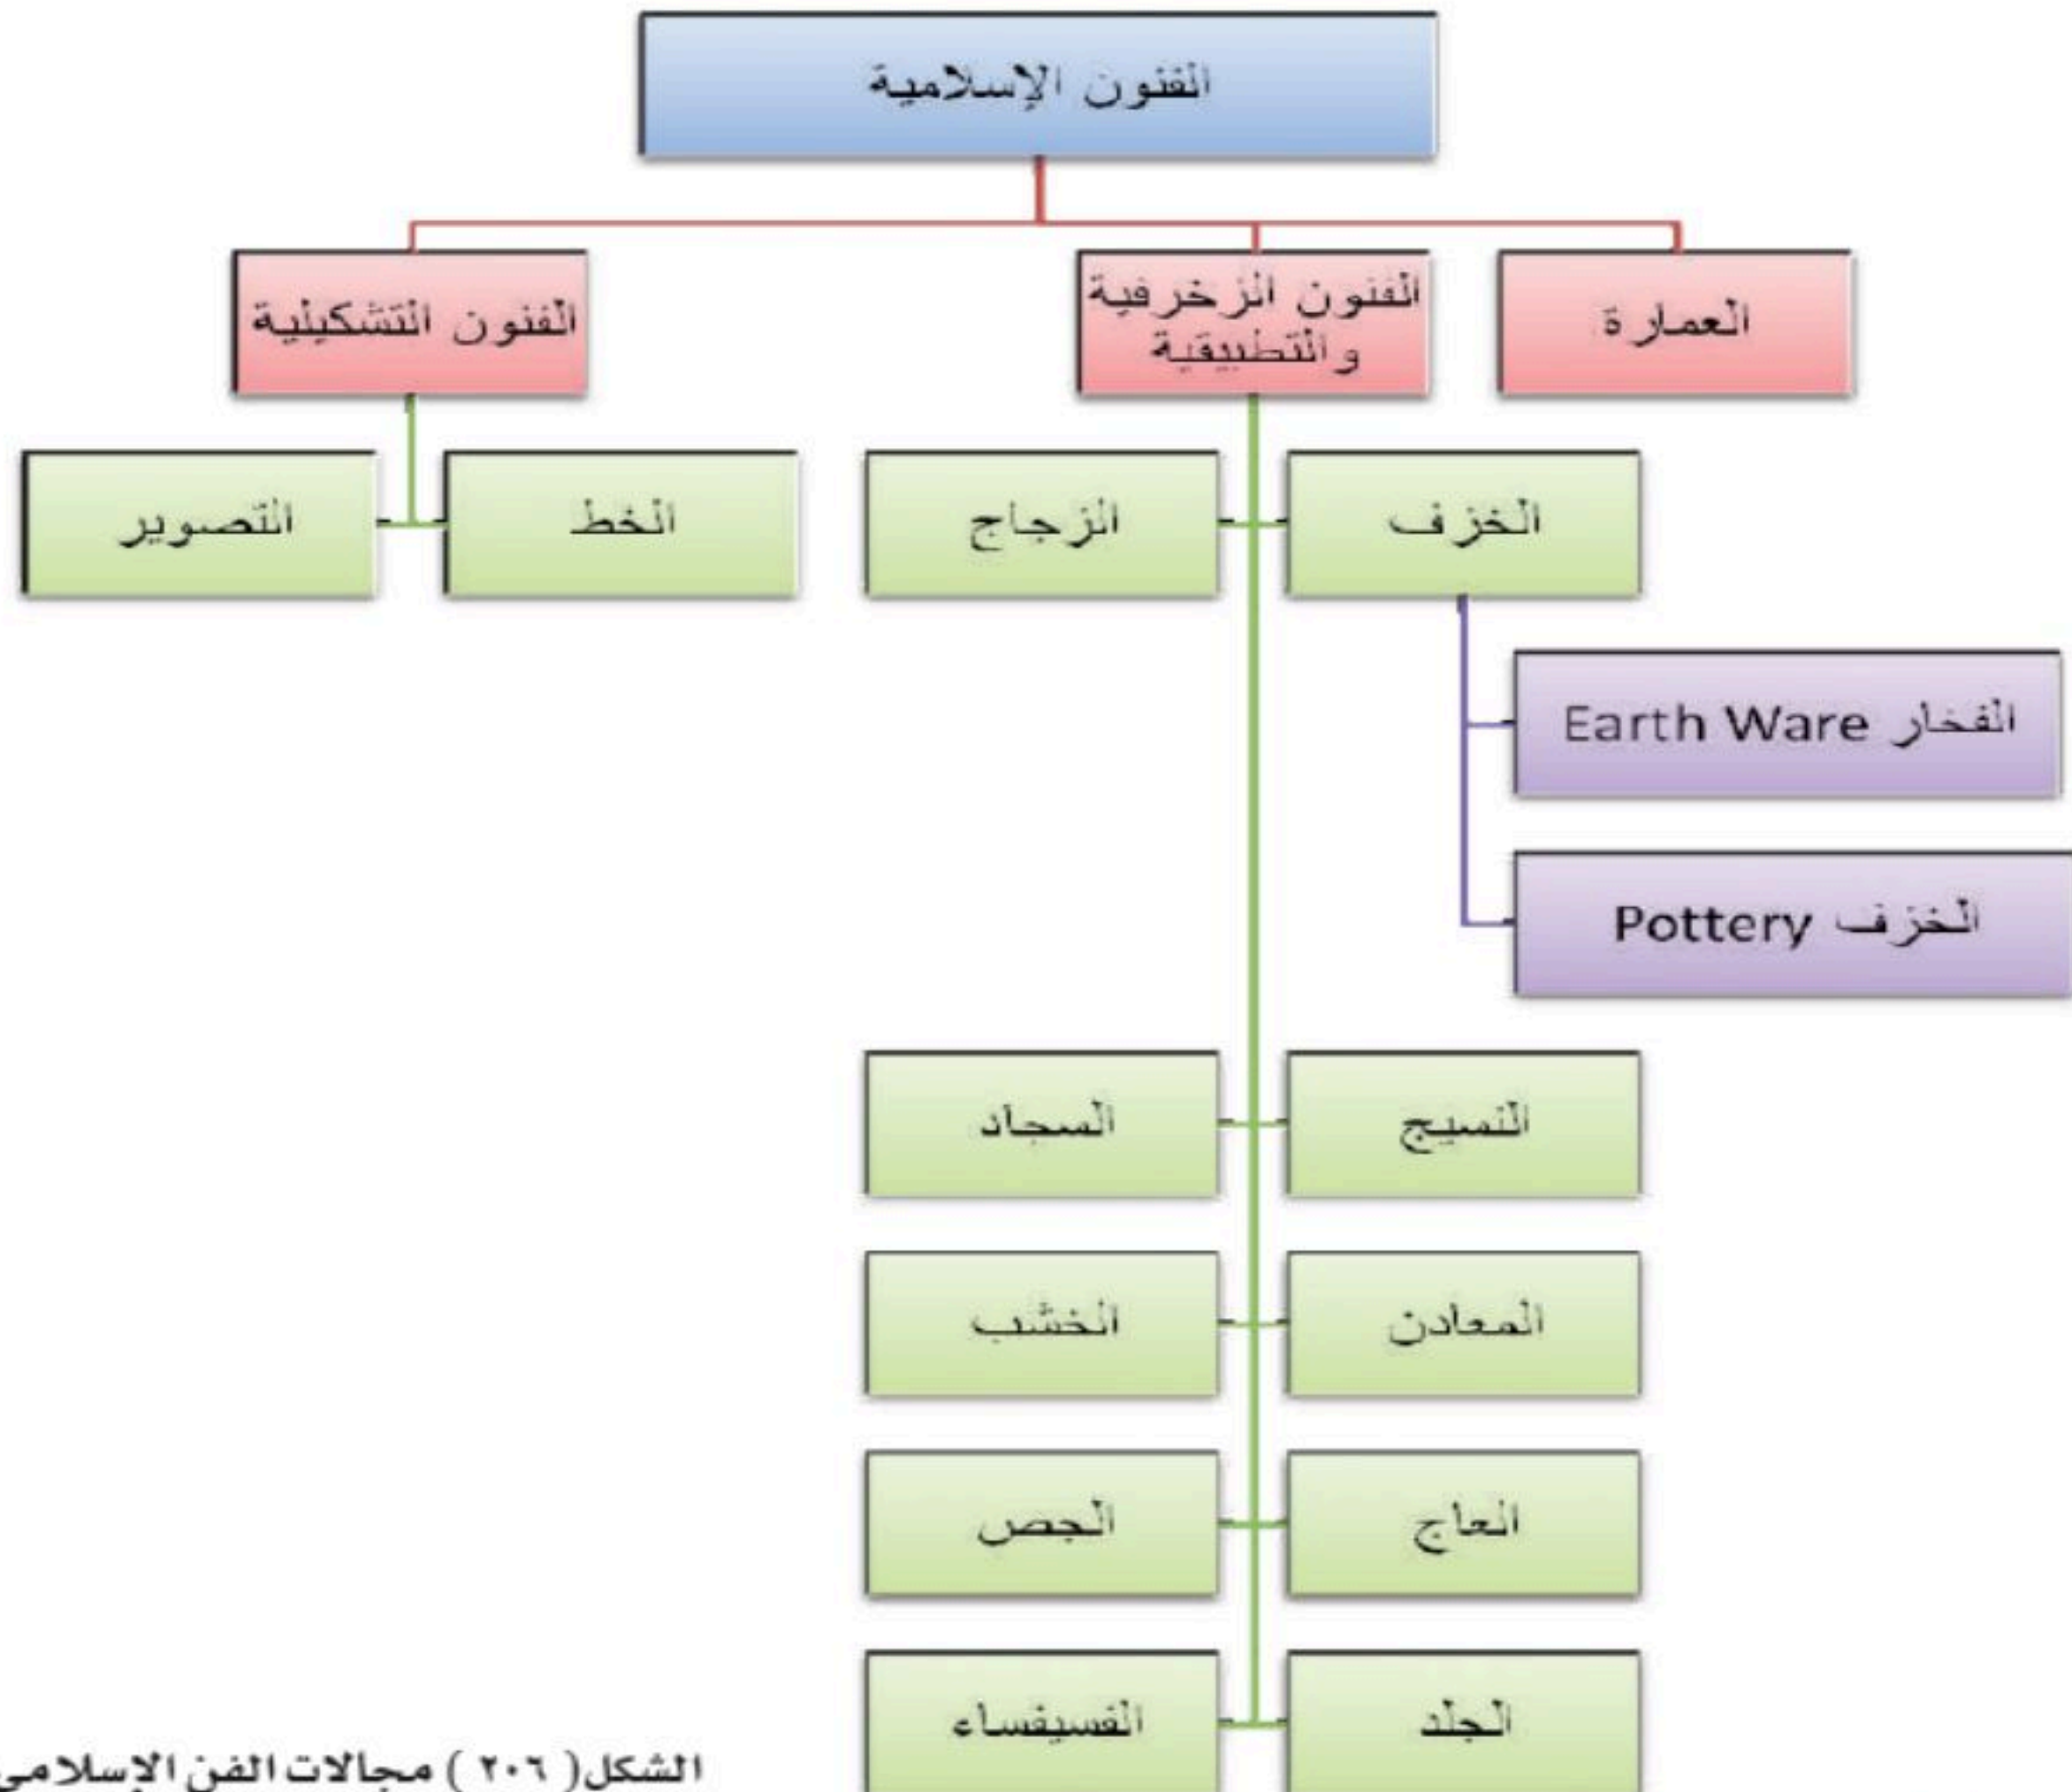 الفنون الإسلامية
العمارة
الفنون الزخرفية
والتطبيقية
الفنون التشكيلية
الخزف
الزجاج
الخط
التصوير
الفخار Earth Ware
الخزف Pottery
النسيج
السجاد
المعادن
الخشب
العاج
الجص
الجلد
الفسيفساء
الشكل( ٢٠٦ ) مجالات الفن الإسلامي